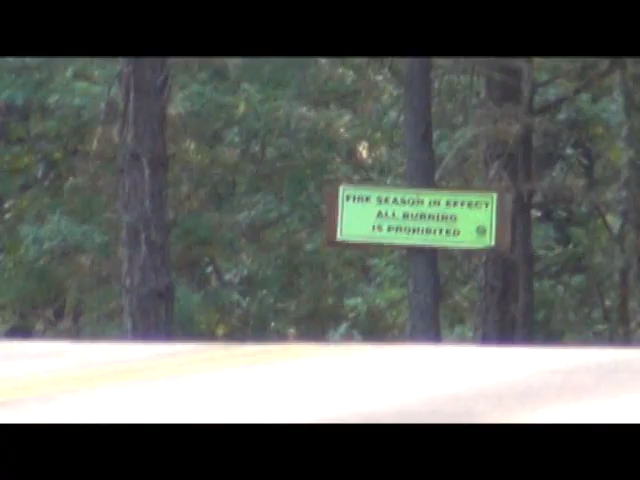 FIRE SEASON IN EFFECT
ALL BURNING
IS PROHIBITED